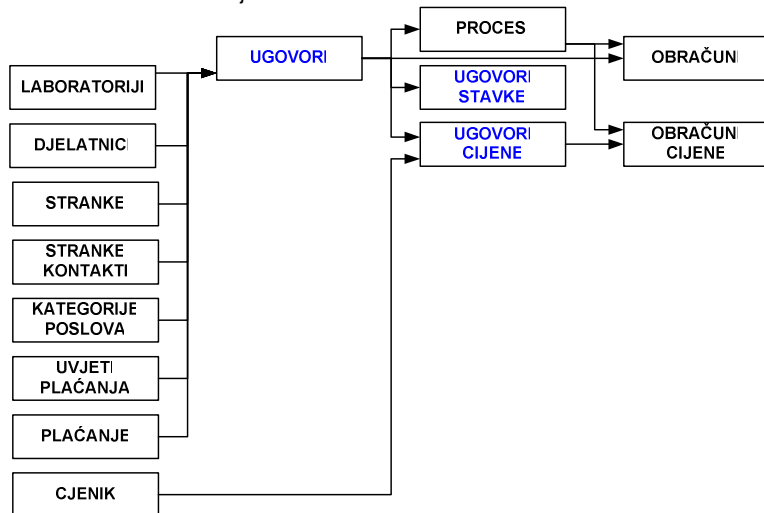 LABORATORIJI
DJELATNICI
STRANKE
STRANKE
KONTAKTI
KATEGORIJE
POSLOVA
UVJETI
PLAĆANJA
PLAĆANJE
CJENIK
UGOVORI
PROCES
UGOVORI
STAVKE
UGOVORI
CIJENE
OBRAČUNI
OBRAČUNI
CIJENE